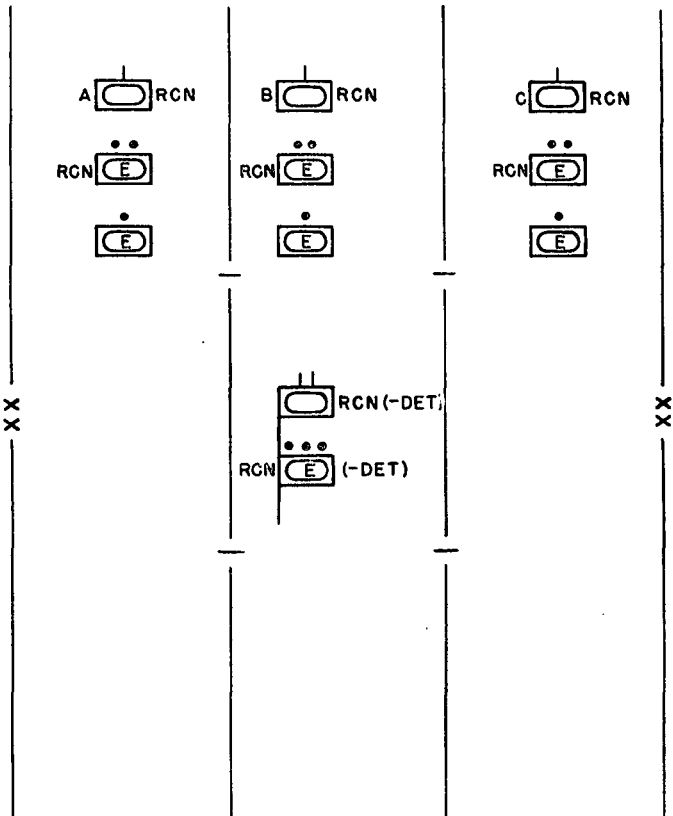 A RCN B RCN C RCN
RCN E RCN E RCN E
E E E
XX XX
RCN (-DET)
RCN E (-DET)